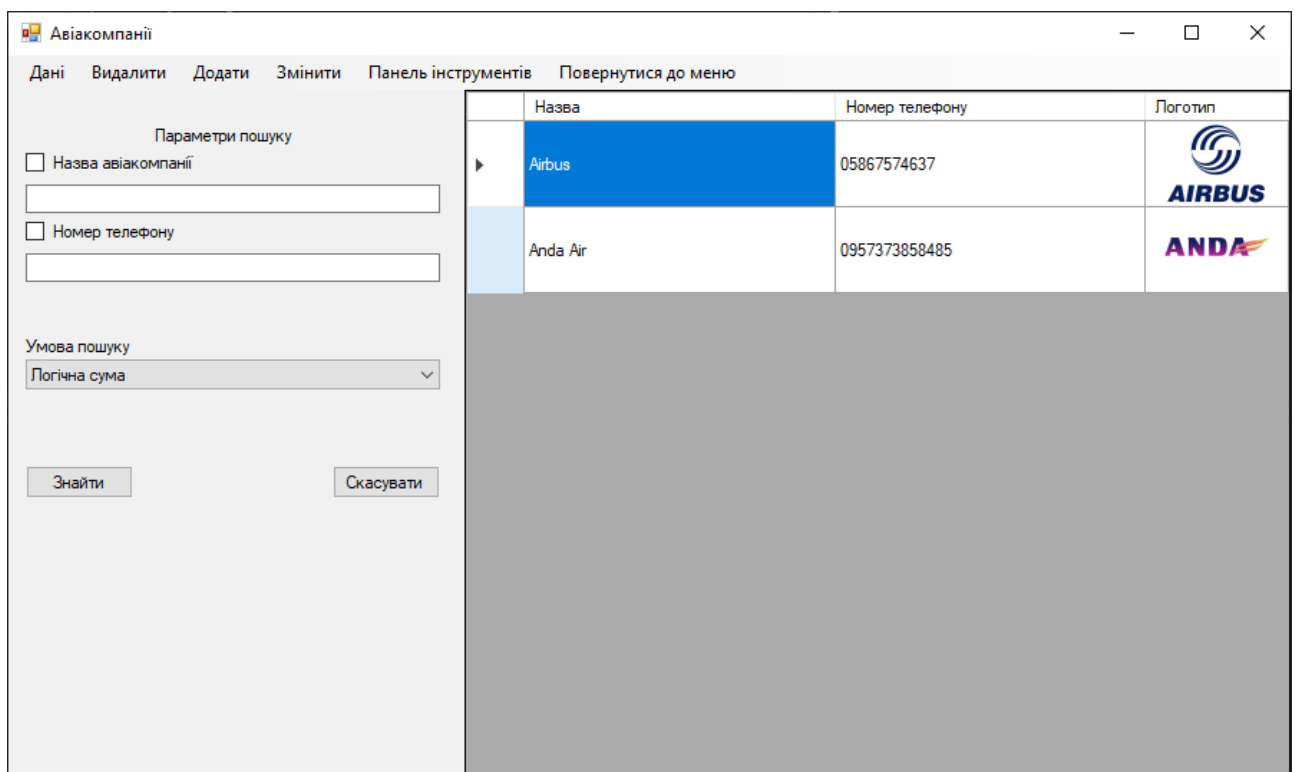 Авіакомпанії
Дані Видалити Додати Змінити Панель інструментів Повернутися до меню
Параметри пошуку
Назва авіакомпанії
Номер телефону
Умова пошуку
Логічна сума
Знайти Скасувати
Назва Номер телефону Логотип
Airbus 05867574637 AIRBUS
Anda Air 0957373858485 ANDA